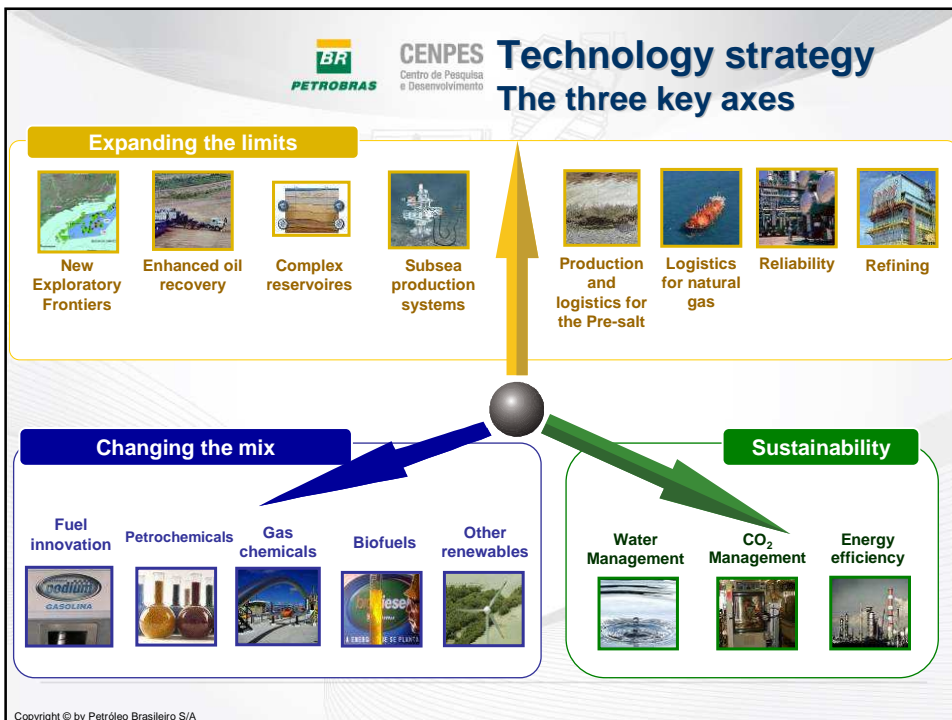 BR
PETROBRAS
CENPES
Centro de Pesquisa
e Desenvolvimento
Technology strategy
The three key axes
Expanding the limits
New
Exploratory
Frontiers
Enhanced oil
recovery
Complex
reservoires
Subsea
production
systems
Production
and
logistics for
the Pre-salt
Logistics
for natural
gas
Reliability
Refining
Changing the mix
Fuel
innovation
Petrochemicals
Gas
chemicals
Biofuels
Other
renewables
podium
GASOLINA
Sustainability
Water
Management
CO₂
Management
Energy
efficiency
Copyright © by Petróleo Brasileiro S/A